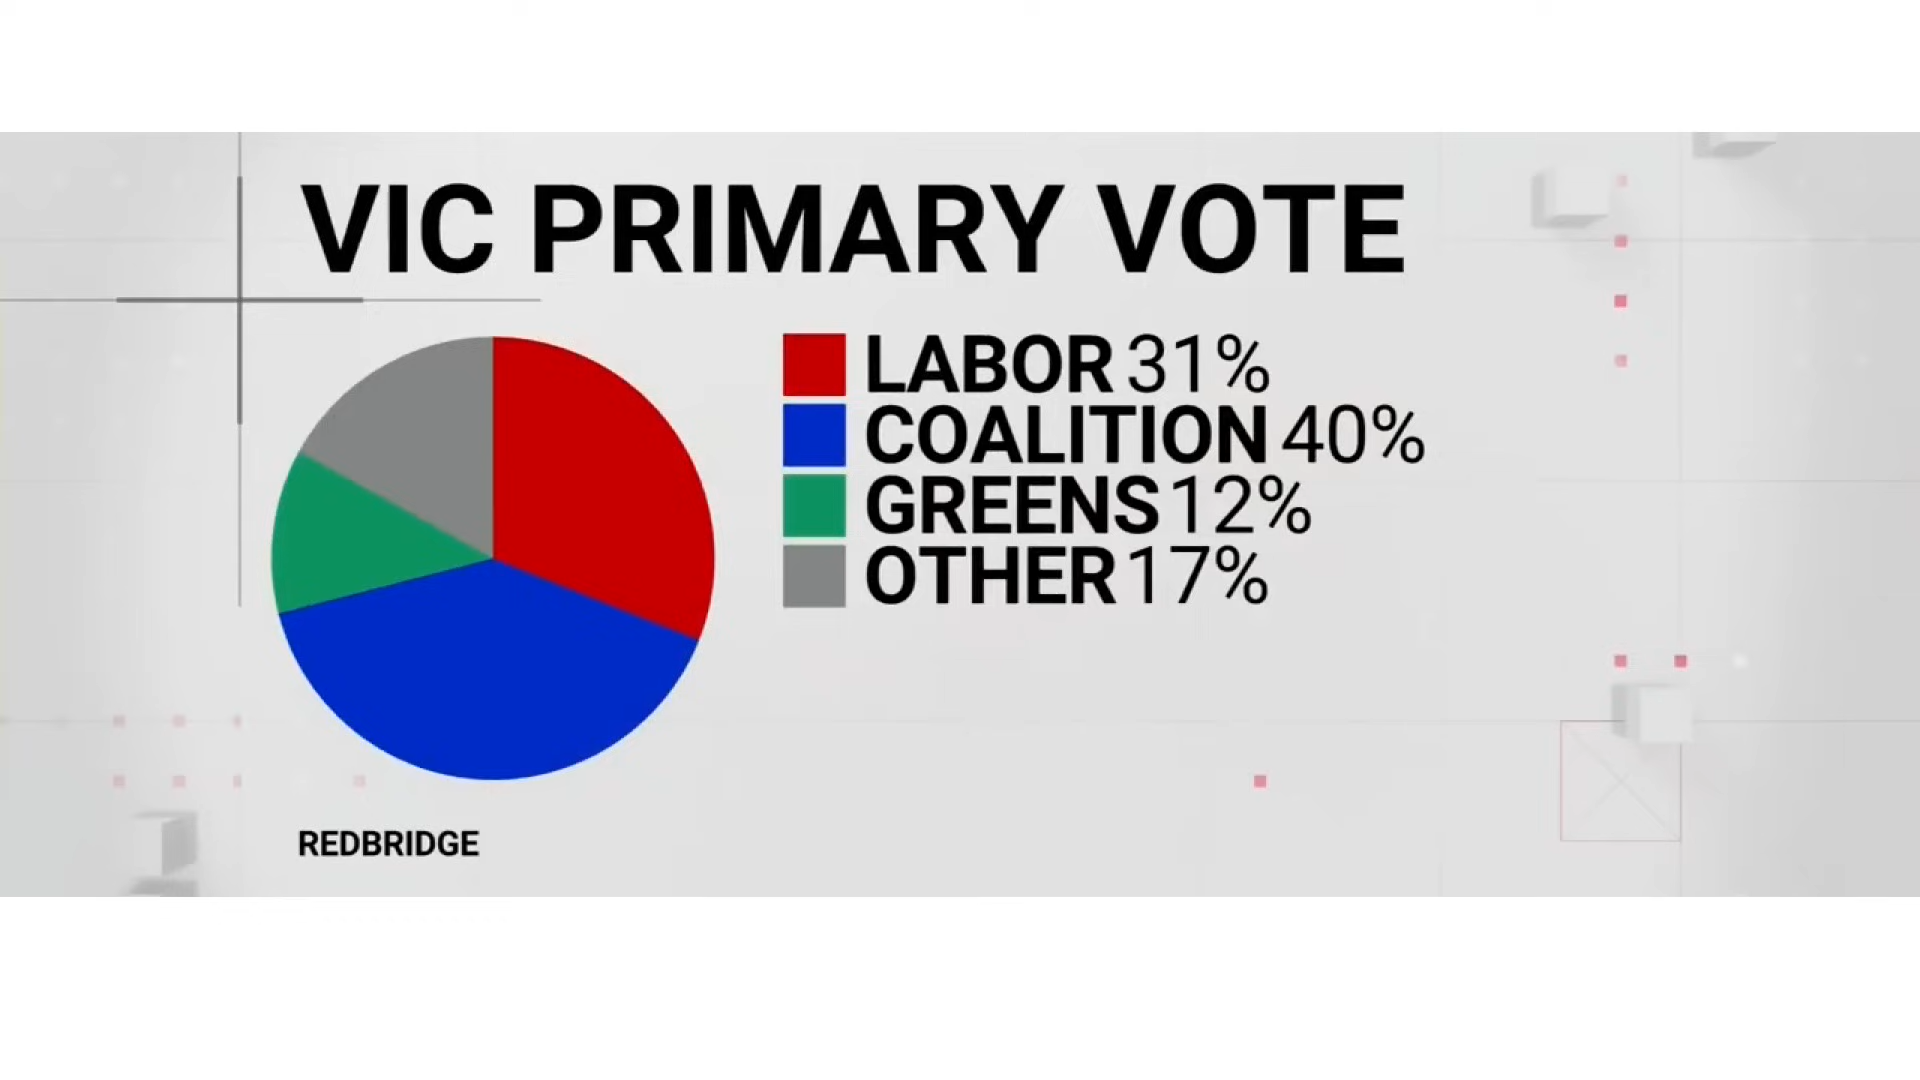 VIC PRIMARY VOTE
LABOR 31%
COALITION 40%
GREENS 12%
OTHER 17%
REDBRIDGE